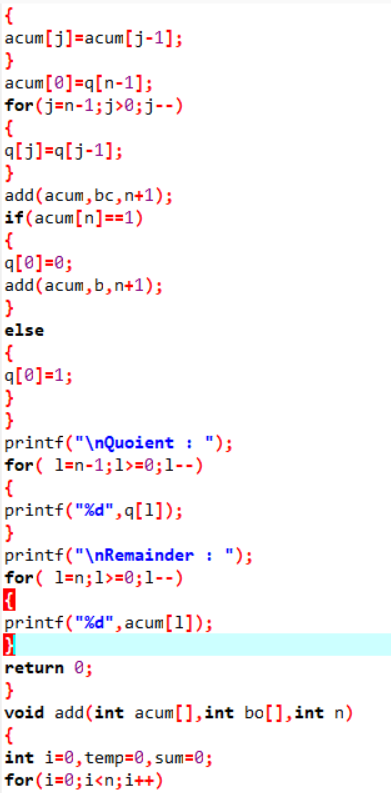 {
acum[j]=acum[j-1];
}
acum[0]=q[n-1];
for(j=n-1;j>0;j--)
{
q[j]=q[j-1];
}
add(acum,bc,n+1);
if(acum[n]==1)
{
q[0]=0;
add(acum,b,n+1);
}
else
{
q[0]=1;
}
}
printf("\nQuoient : ");
for( l=n-1;l>=0;l--)
{
printf("%d",q[l]);
}
printf("\nRemainder : ");
for( l=n;l>=0;l--)
{
printf("%d",acum[l]);
}
return 0;
}
void add(int acum[],int bo[],int n)
{
int i=0,temp=0,sum=0;
for(i=0;i<n;i++)